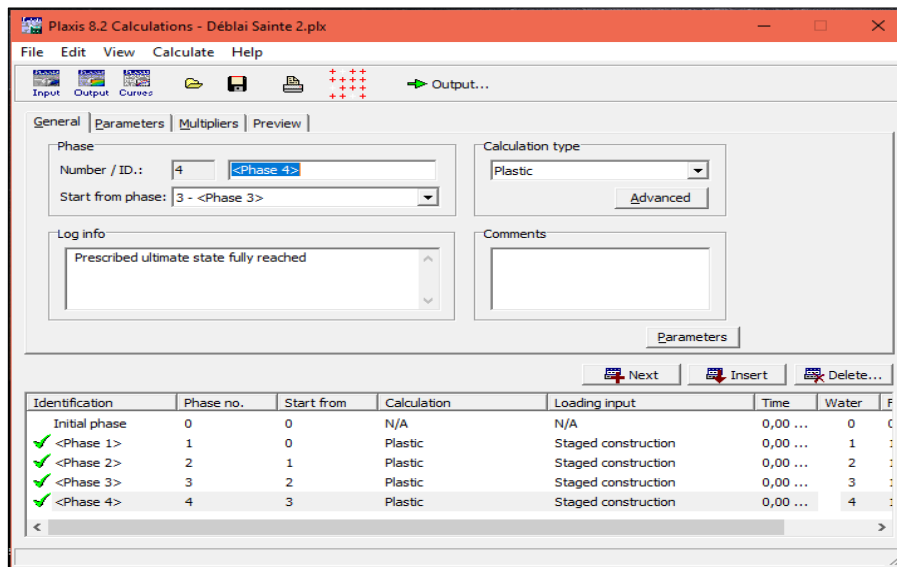 Plaxis 8.2 Calculations - Déblai Sainte 2.plx
File Edit View Calculate Help
Input Output Curves Output...
General Parameters Multipliers Preview
Phase Calculation type
Number / ID.: 4 <Phase 4> Plastic
Start from phase: 3 - <Phase 3> Advanced
Log info Comments
Prescribed ultimate state fully reached
Parameters
Next Insert Delete...
Identification Phase no. Start from Calculation Loading input Time Water F
Initial phase 0 0 N/A N/A 0,00 ... 0
<Phase 1> 1 0 Plastic Staged construction 0,00 ... 1
<Phase 2> 2 1 Plastic Staged construction 0,00 ... 2
<Phase 3> 3 2 Plastic Staged construction 0,00 ... 3
<Phase 4> 4 3 Plastic Staged construction 0,00 ... 4